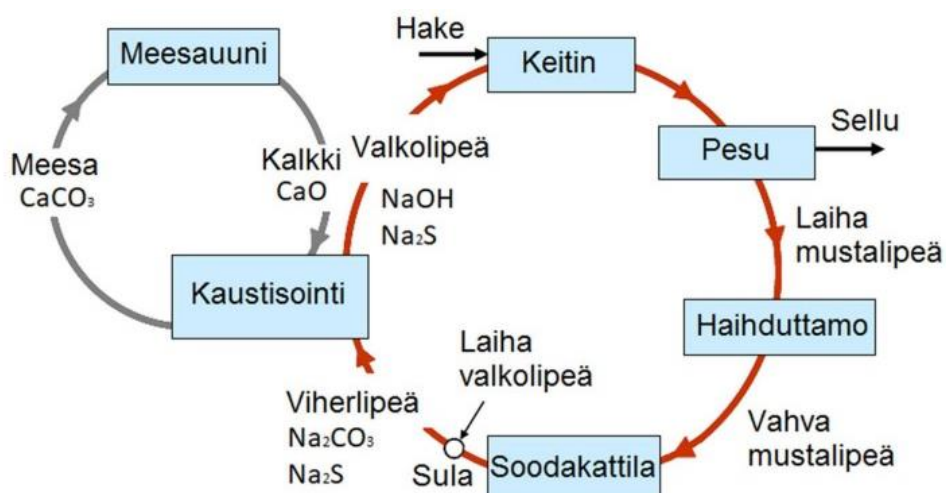 Meesauuni
Hake
Keitin
Meesa
CaCO₃
Kalkki
CaO
Valkolipeä
NaOH
Na₂S
Pesu
Sellu
Laiha
mustalipeä
Kaustisointi
Haihduttamo
Laiha
valkolipeä
Viherlipeä
Na₂CO₃
Na₂S
Sula
Soodakattila
Vahva
mustalipeä